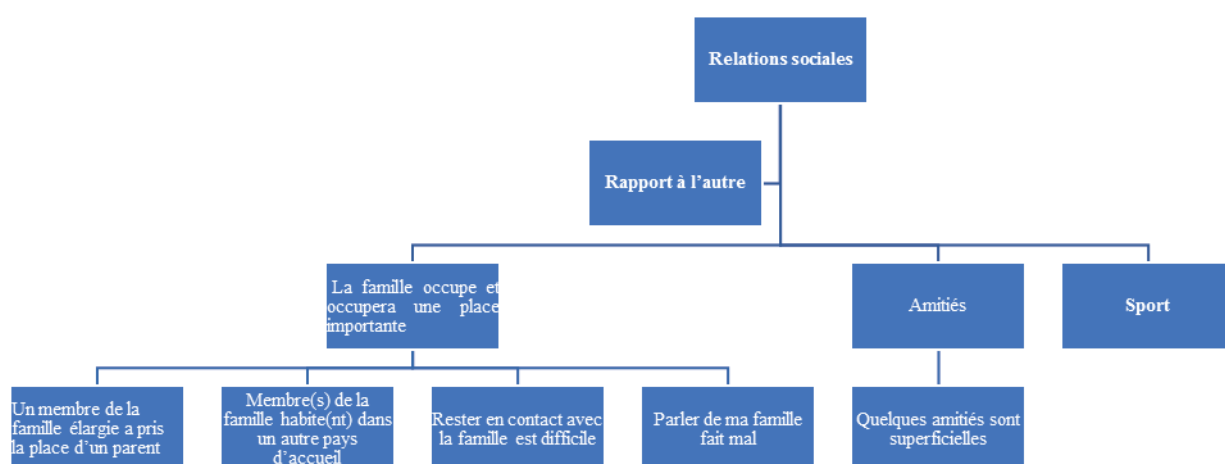 Relations sociales
Rapport à l’autre
La famille occupe et
occupera une place
importante
Amitiés
Sport
Un membre de la
famille élargie a pris
la place d’un parent
Membre(s) de la
famille habite(nt) dans
un autre pays
d’accueil
Rester en contact avec
la famille est difficile
Parler de ma famille
fait mal
Quelques amitiés sont
superficielles